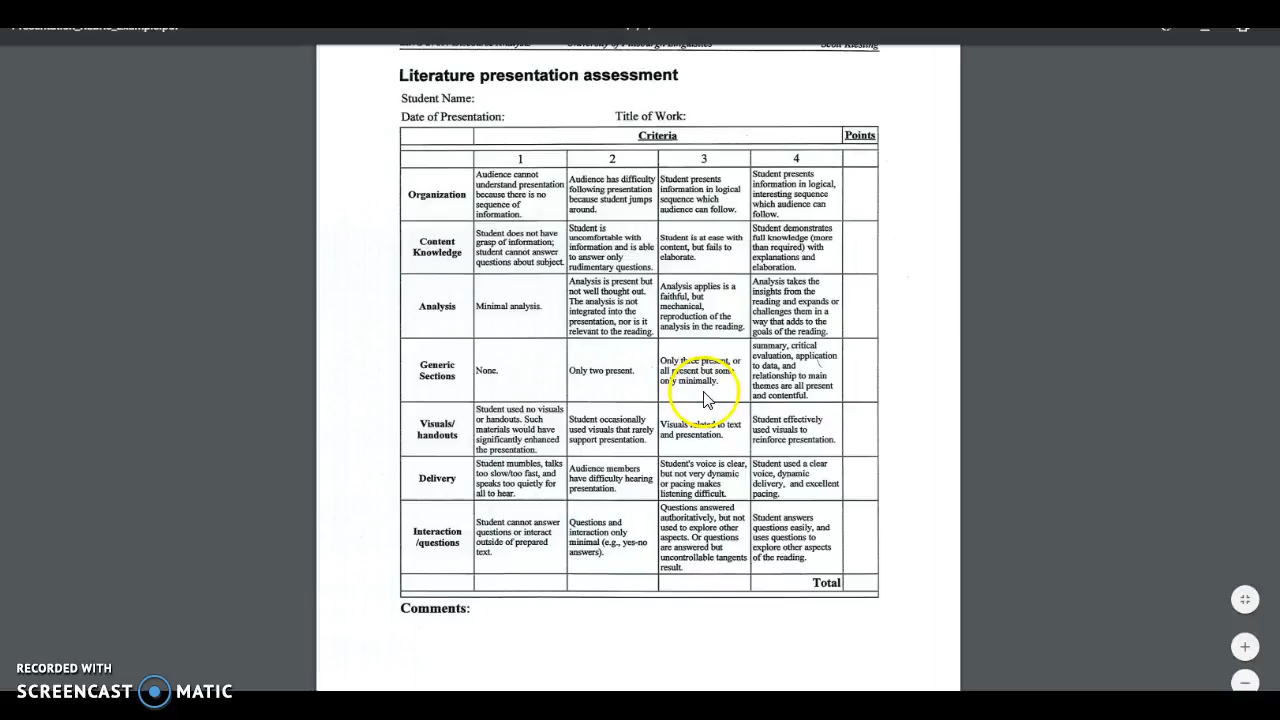 Presentation_Rubric_Example.pdf
University of Pittsburgh Linguistics Scott Kiesling
Literature presentation assessment
Student Name:
Date of Presentation: Title of Work:
Criteria Points
1 2 3 4
Organization
Audience cannot
understand presentation
because there is no
sequence of
information.
Audience has difficulty
following presentation
because student jumps
around.
Student presents
information in logical
sequence which
audience can follow.
Student presents
information in logical,
interesting sequence
which audience can
follow.
Content
Knowledge
Student does not have
grasp of information;
student cannot answer
questions about subject.
Student is
uncomfortable with
information and is able
to answer only
rudimentary questions.
Student is at ease with
content, but fails to
elaborate.
Student demonstrates
full knowledge (more
than required) with
explanations and
elaboration.
Analysis
Minimal analysis.
Analysis is present but
not well thought out.
The analysis is not
integrated into the
presentation, nor is it
relevant to the reading.
Analysis applies is a
faithful, but
mechanical,
reproduction of the
analysis in the reading.
Analysis takes the
insights from the
reading and expands or
challenges them in a
way that adds to the
goals of the reading.
Generic
Sections
None.
Only two present.
Only three present, or
all present but some
only minimally.
summary, critical
evaluation, application
to data, and
relationship to main
themes are all present
and contentful.
Visuals/
handouts
Student used no visuals
or handouts. Such
materials would have
significantly enhanced
the presentation.
Student occasionally
used visuals that rarely
support presentation.
Visuals related to text
and presentation.
Student effectively
used visuals to
reinforce presentation.
Delivery
Student mumbles, talks
too slow/too fast, and
speaks too quietly for
all to hear.
Audience members
have difficulty hearing
presentation.
Student's voice is clear,
but not very dynamic
or pacing makes
listening difficult.
Student used a clear
voice, dynamic
delivery, and excellent
pacing.
Interaction
/questions
Student cannot answer
questions or interact
outside of prepared
text.
Questions and
interaction only
minimal (e.g., yes-no
answers).
Questions answered
authoritatively, but not
used to explore other
aspects. Or questions
are answered but
uncontrollable tangents
result.
Student answers
questions easily, and
uses questions to
explore other aspects
of the reading.
Total
Comments:
RECORDED WITH
SCREENCAST MATIC